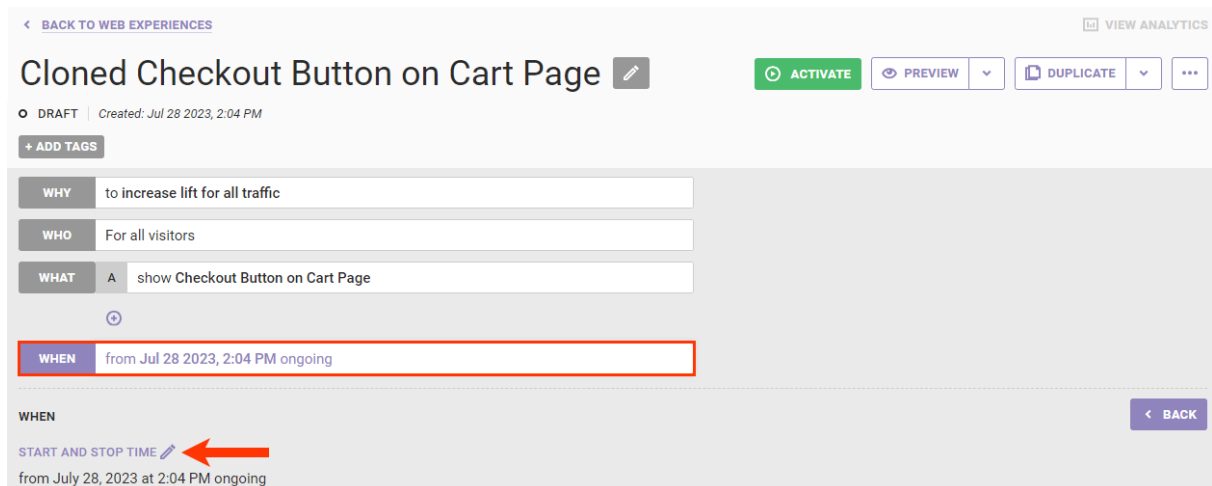 BACK TO WEB EXPERIENCES
VIEW ANALYTICS
Cloned Checkout Button on Cart Page
ACTIVATE
PREVIEW
DUPLICATE
DRAFT Created: Jul 28 2023, 2:04 PM
+ ADD TAGS
WHY to increase lift for all traffic
WHO For all visitors
WHAT A show Checkout Button on Cart Page
WHEN from Jul 28 2023, 2:04 PM ongoing
WHEN
BACK
START AND STOP TIME
from July 28, 2023 at 2:04 PM ongoing